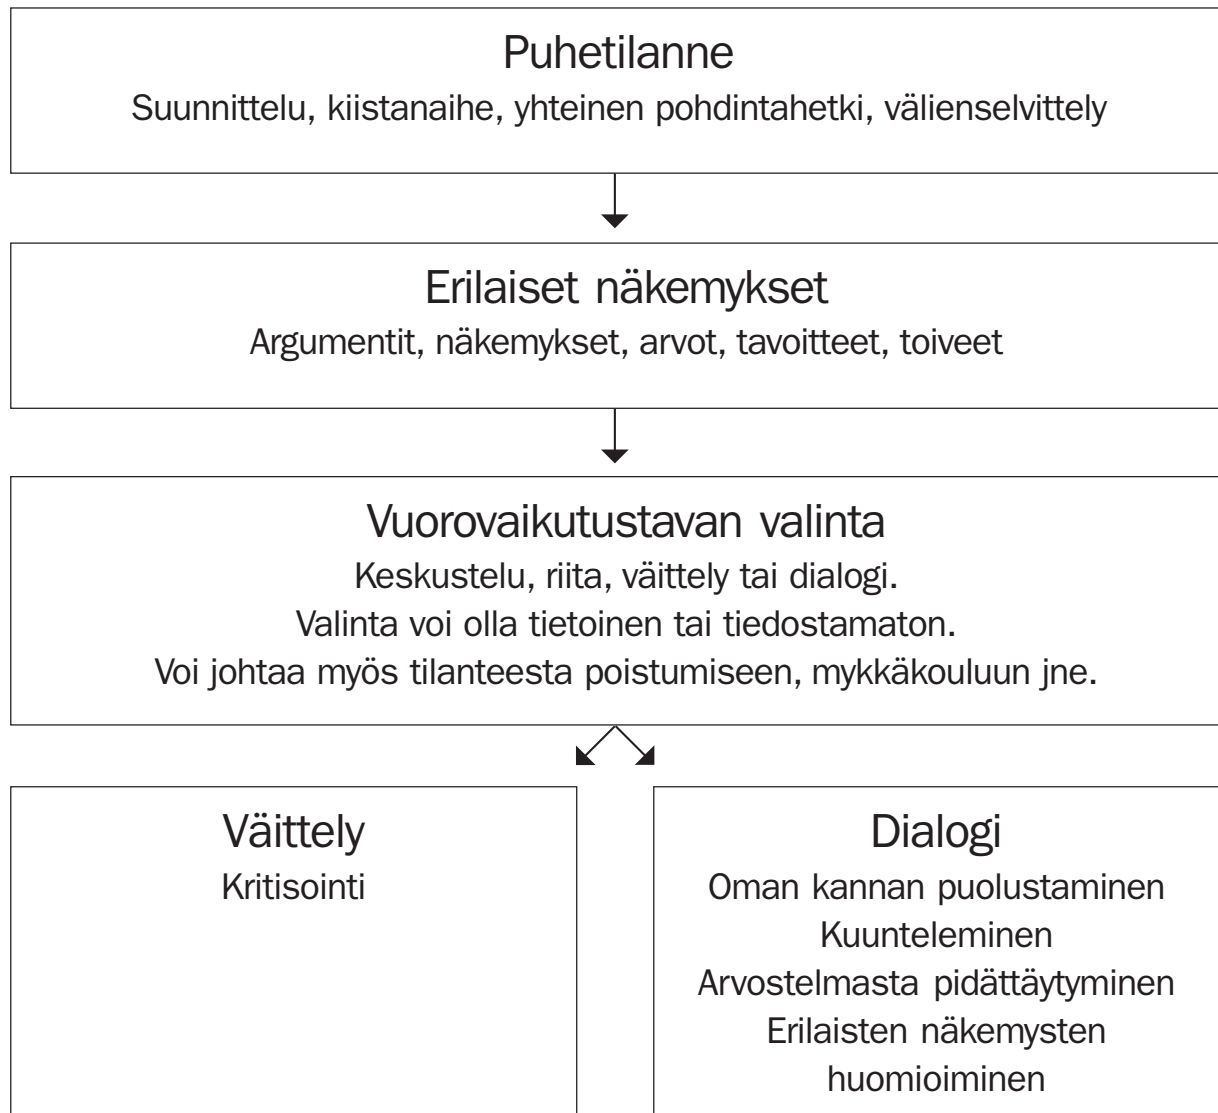 Puhetilanne
Suunnittelu, kiistanaihe, yhteinen pohdintahetki, välienselvittely
Erilaiset näkemykset
Argumentit, näkemykset, arvot, tavoitteet, toiveet
Vuorovaikutustavan valinta
Keskustelu, riita, väittely tai dialogi.
Valinta voi olla tietoinen tai tiedostamaton.
Voi johtaa myös tilanteesta poistumiseen, mykkäkouluun jne.
Väittely
Kritisointi
Dialogi
Oman kannan puolustaminen
Kuunteleminen
Arvostelmasta pidättäytyminen
Erilaisten näkemysten
huomioiminen